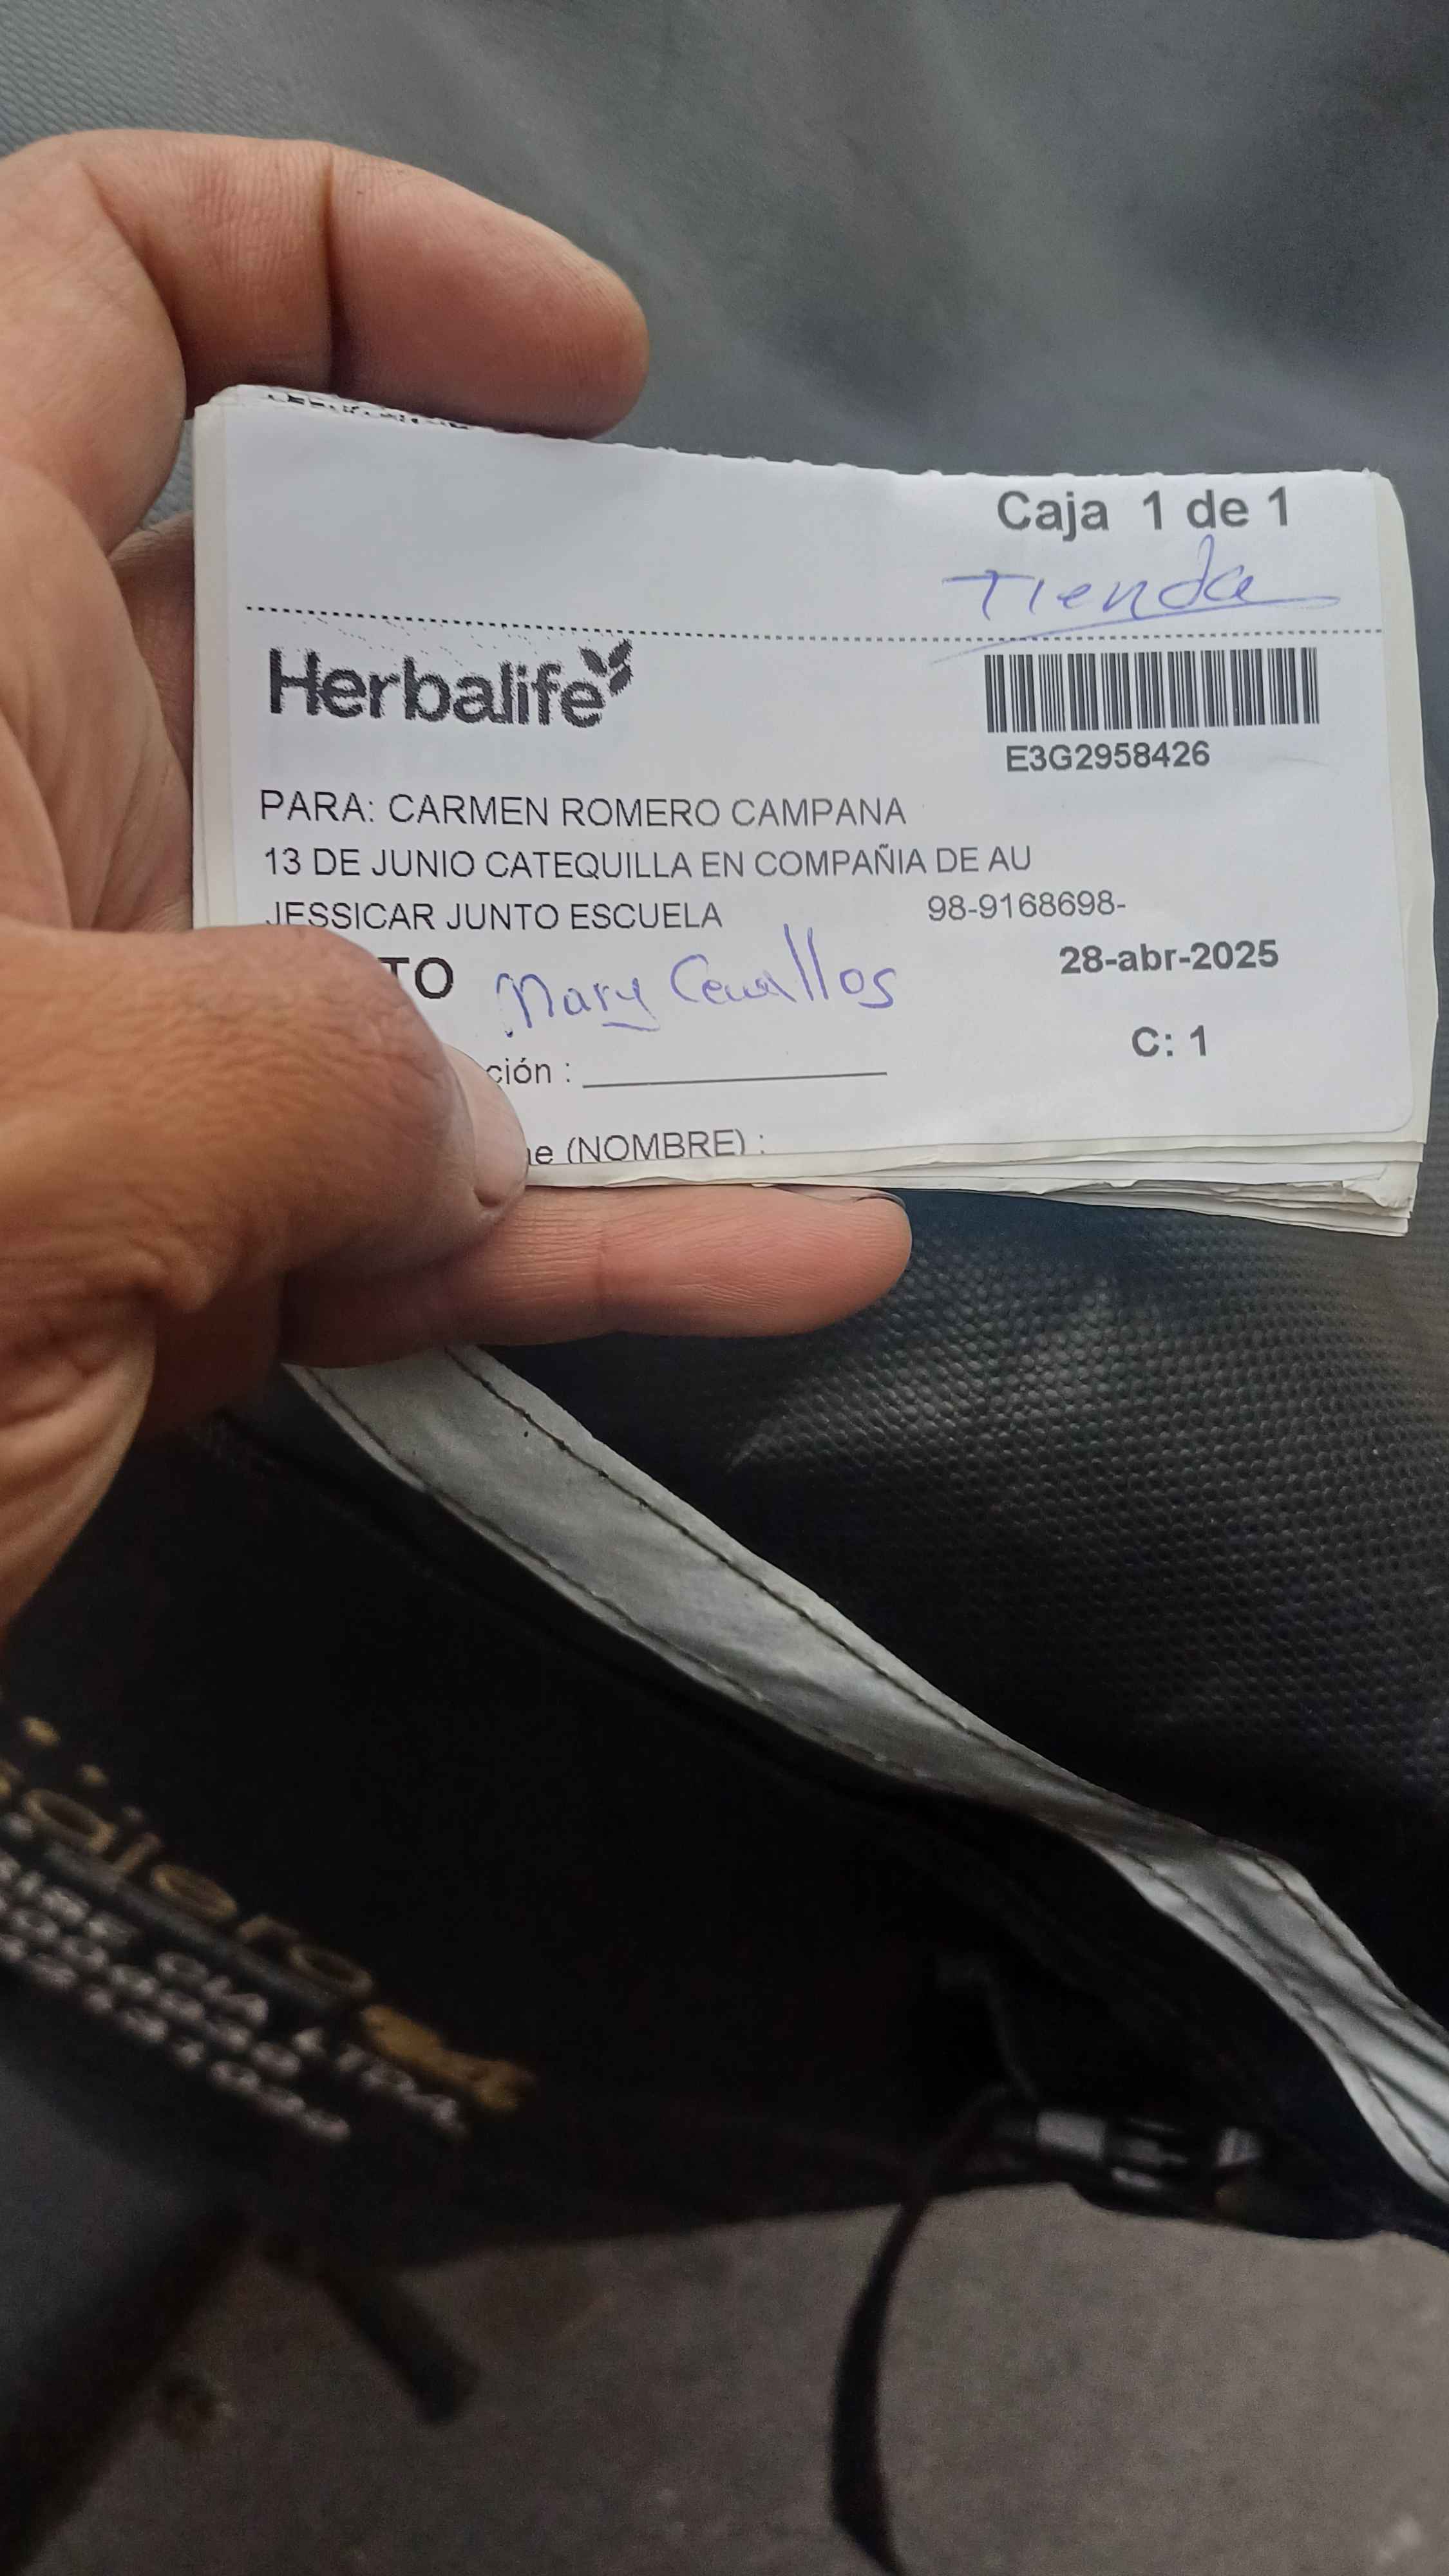 Caja 1 de 1
Tienda
Herbalife
E3G2958426
PARA: CARMEN ROMERO CAMPANA
13 DE JUNIO CATEQUILLA EN COMPAÑIA DE AU
JESSICAR JUNTO ESCUELA 98-9168698-
TO Mary Cevallos 28-abr-2025
ción : C: 1
e (NOMBRE) :